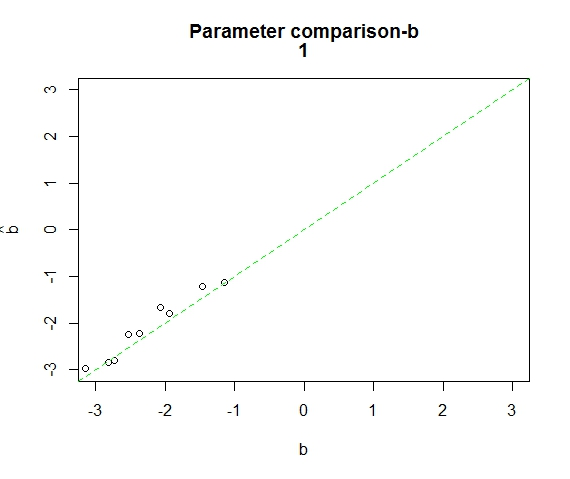 Parameter comparison-b
1
3
2
1
0
-1
-2
-3
b̂
-3 -2 -1 0 1 2 3
b